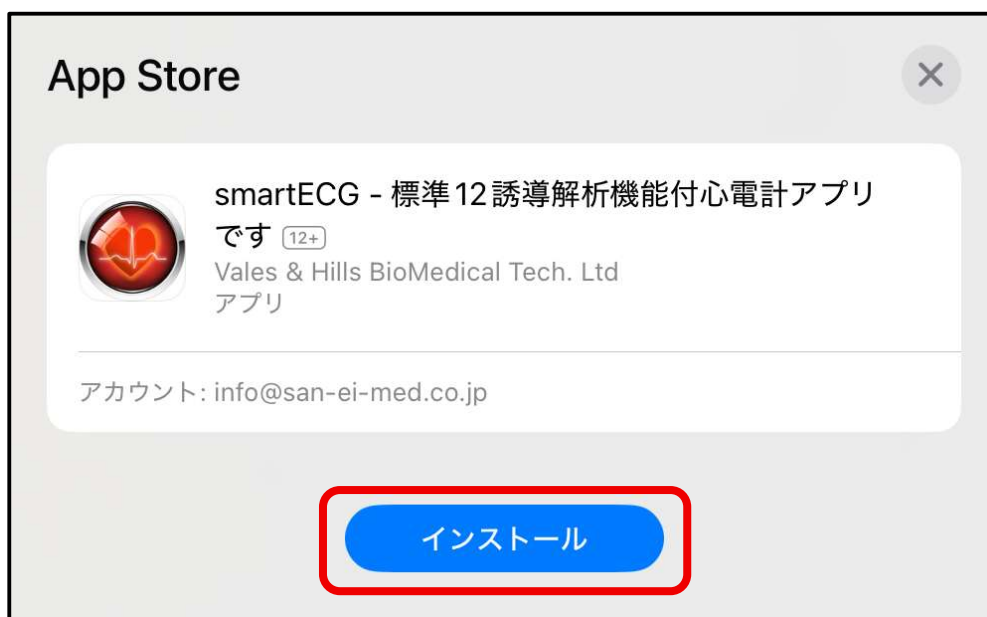 App Store
smartECG - 標準12誘導解析機能付心電計アプリ
です 12+
Vales & Hills BioMedical Tech. Ltd
アプリ
アカウント: info@san-ei-med.co.jp
インストール